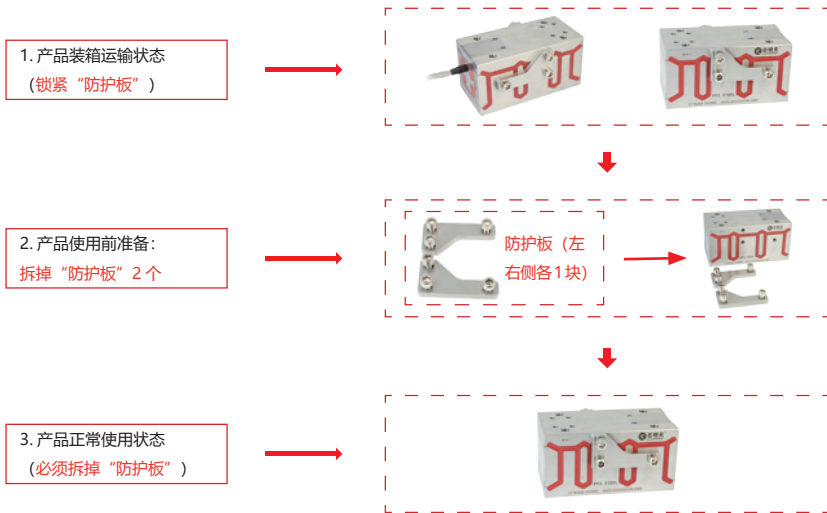 1. 产品装箱运输状态
（锁紧“防护板”）
2. 产品使用前准备：
拆掉“防护板”2 个
防护板（左
右侧各1块）
3. 产品正常使用状态
（必须拆掉“防护板”）